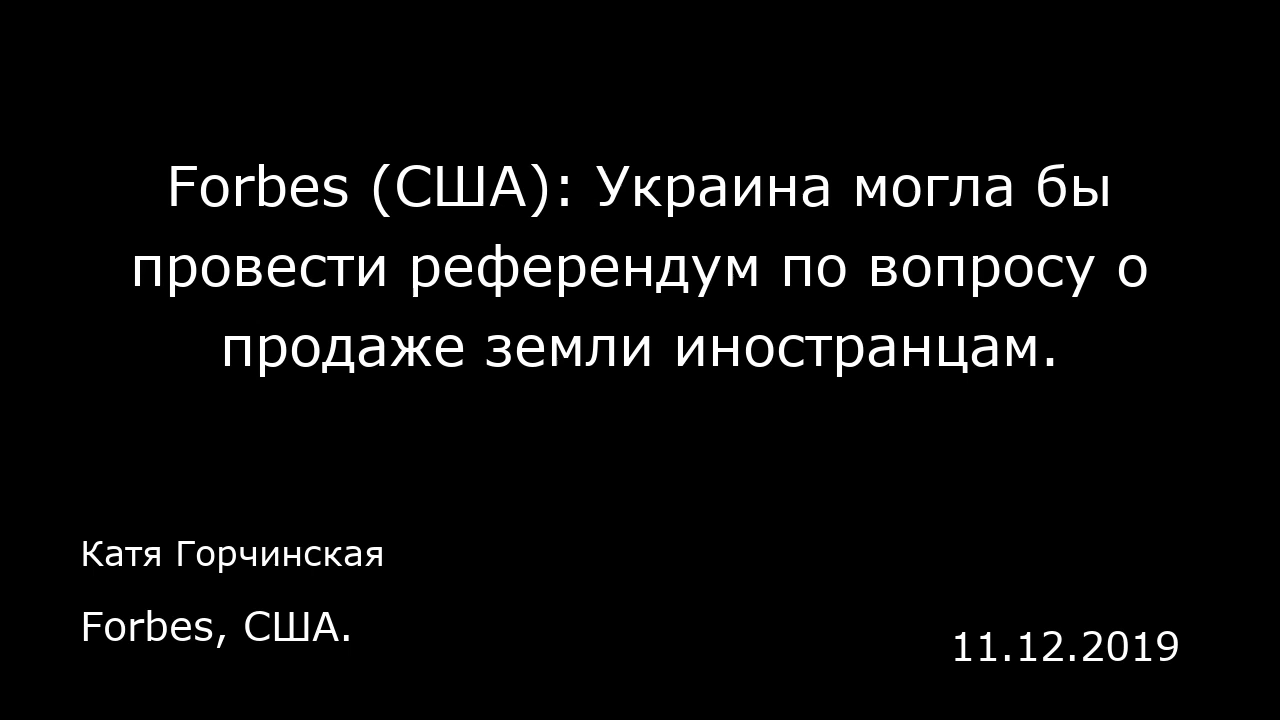 Forbes (США): Украина могла бы
провести референдум по вопросу о
продаже земли иностранцам.
Катя Горчинская
Forbes, США.
11.12.2019